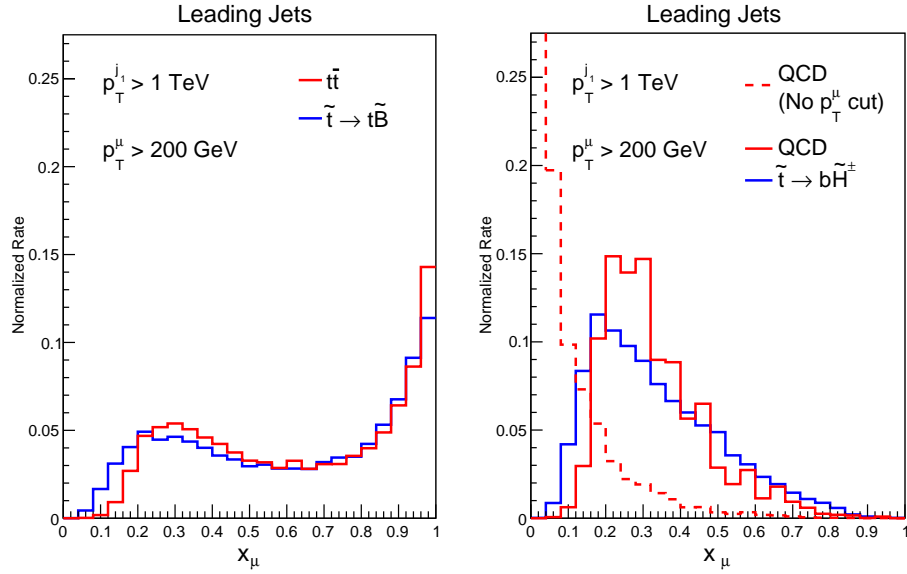 Leading Jets
p_T^{j_1} > 1 TeV
p_T^μ > 200 GeV
tt̄
t̃ → tB̃
Normalized Rate
0.25
0.2
0.15
0.1
0.05
0
0 0.1 0.2 0.3 0.4 0.5 0.6 0.7 0.8 0.9 1
x_μ
Leading Jets
p_T^{j_1} > 1 TeV
p_T^μ > 200 GeV
QCD
(No p_T^μ cut)
QCD
t̃ → bH̃^±
Normalized Rate
0.25
0.2
0.15
0.1
0.05
0
0 0.1 0.2 0.3 0.4 0.5 0.6 0.7 0.8 0.9 1
x_μ